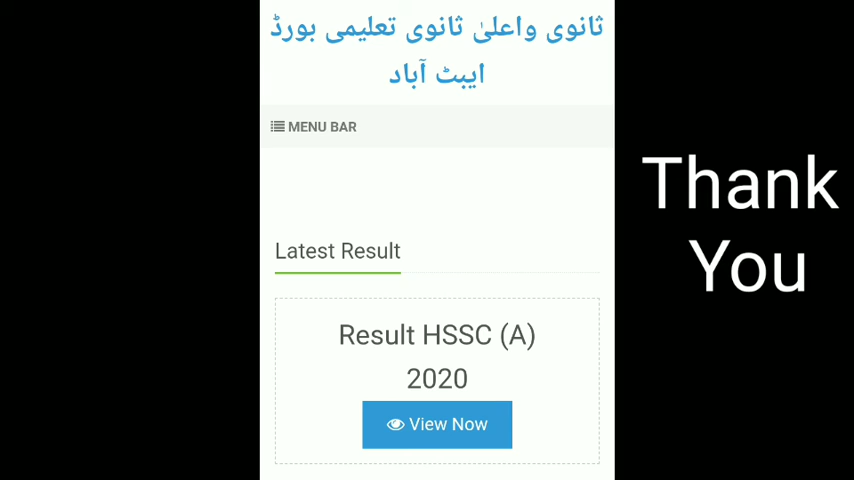 ثانوی واعلیٰ ثانوی تعلیمی بورڈ
ایبٹ آباد
MENU BAR
Latest Result
Result HSSC (A)
2020
View Now
Thank
You